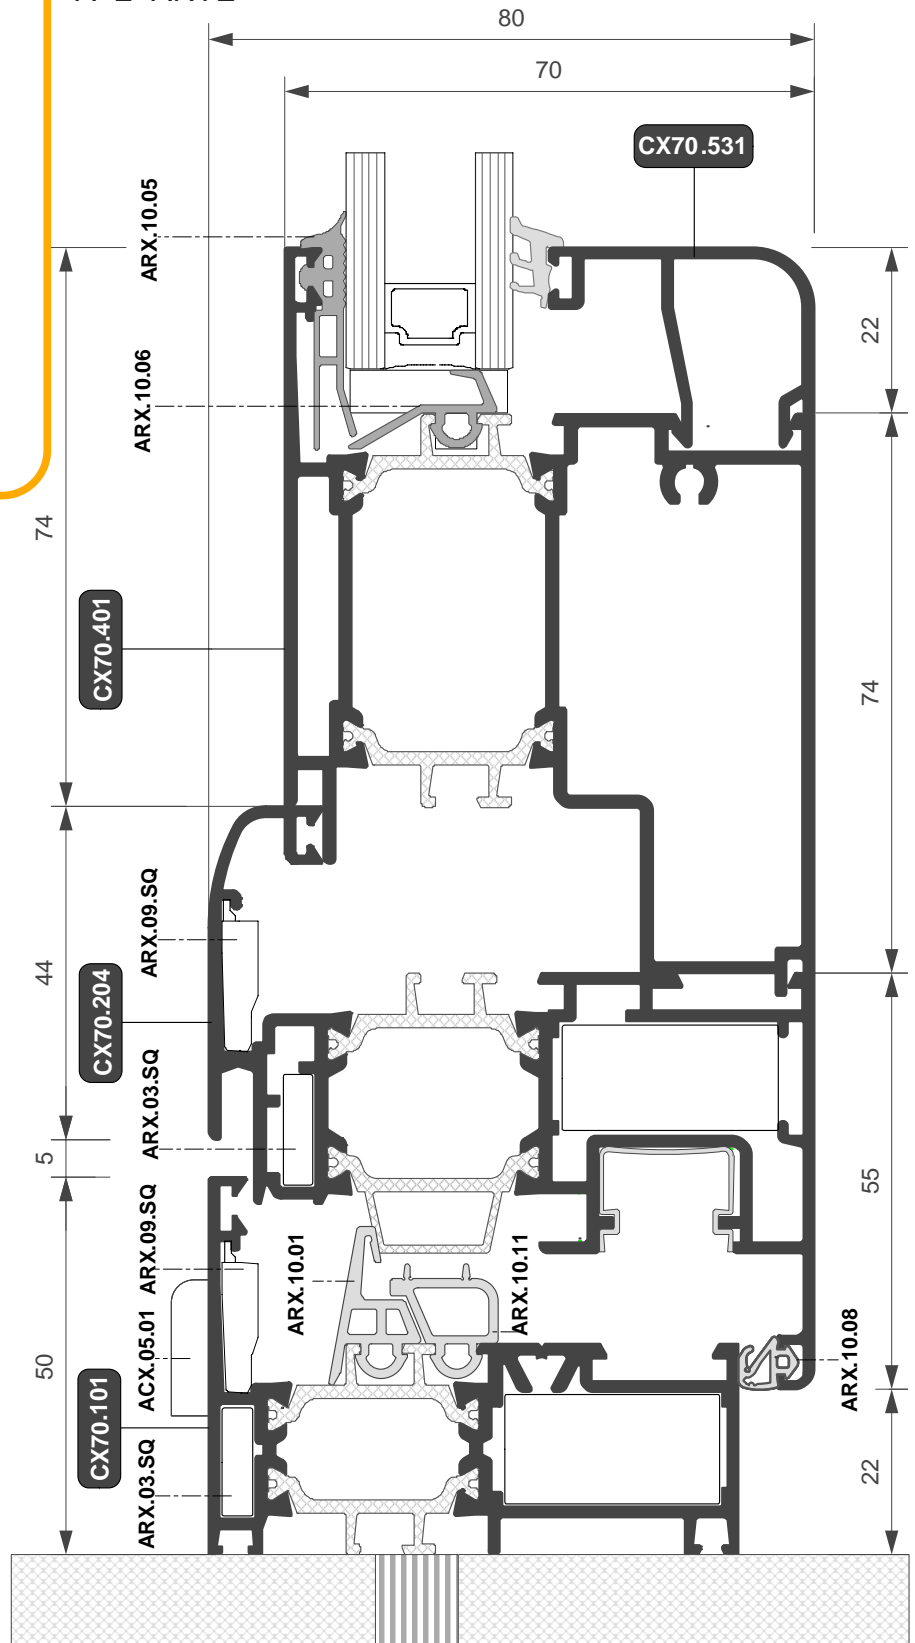 80
70
CX70.531
ARX.10.05
22
ARX.10.06
74
CX70.401
74
ARX.09.SQ
44
CX70.204
ARX.03.SQ
5
55
ARX.09.SQ
ARX.10.01
ARX.10.11
ACX.05.01
50
ARX.10.08
CX70.101
ARX.03.SQ
22